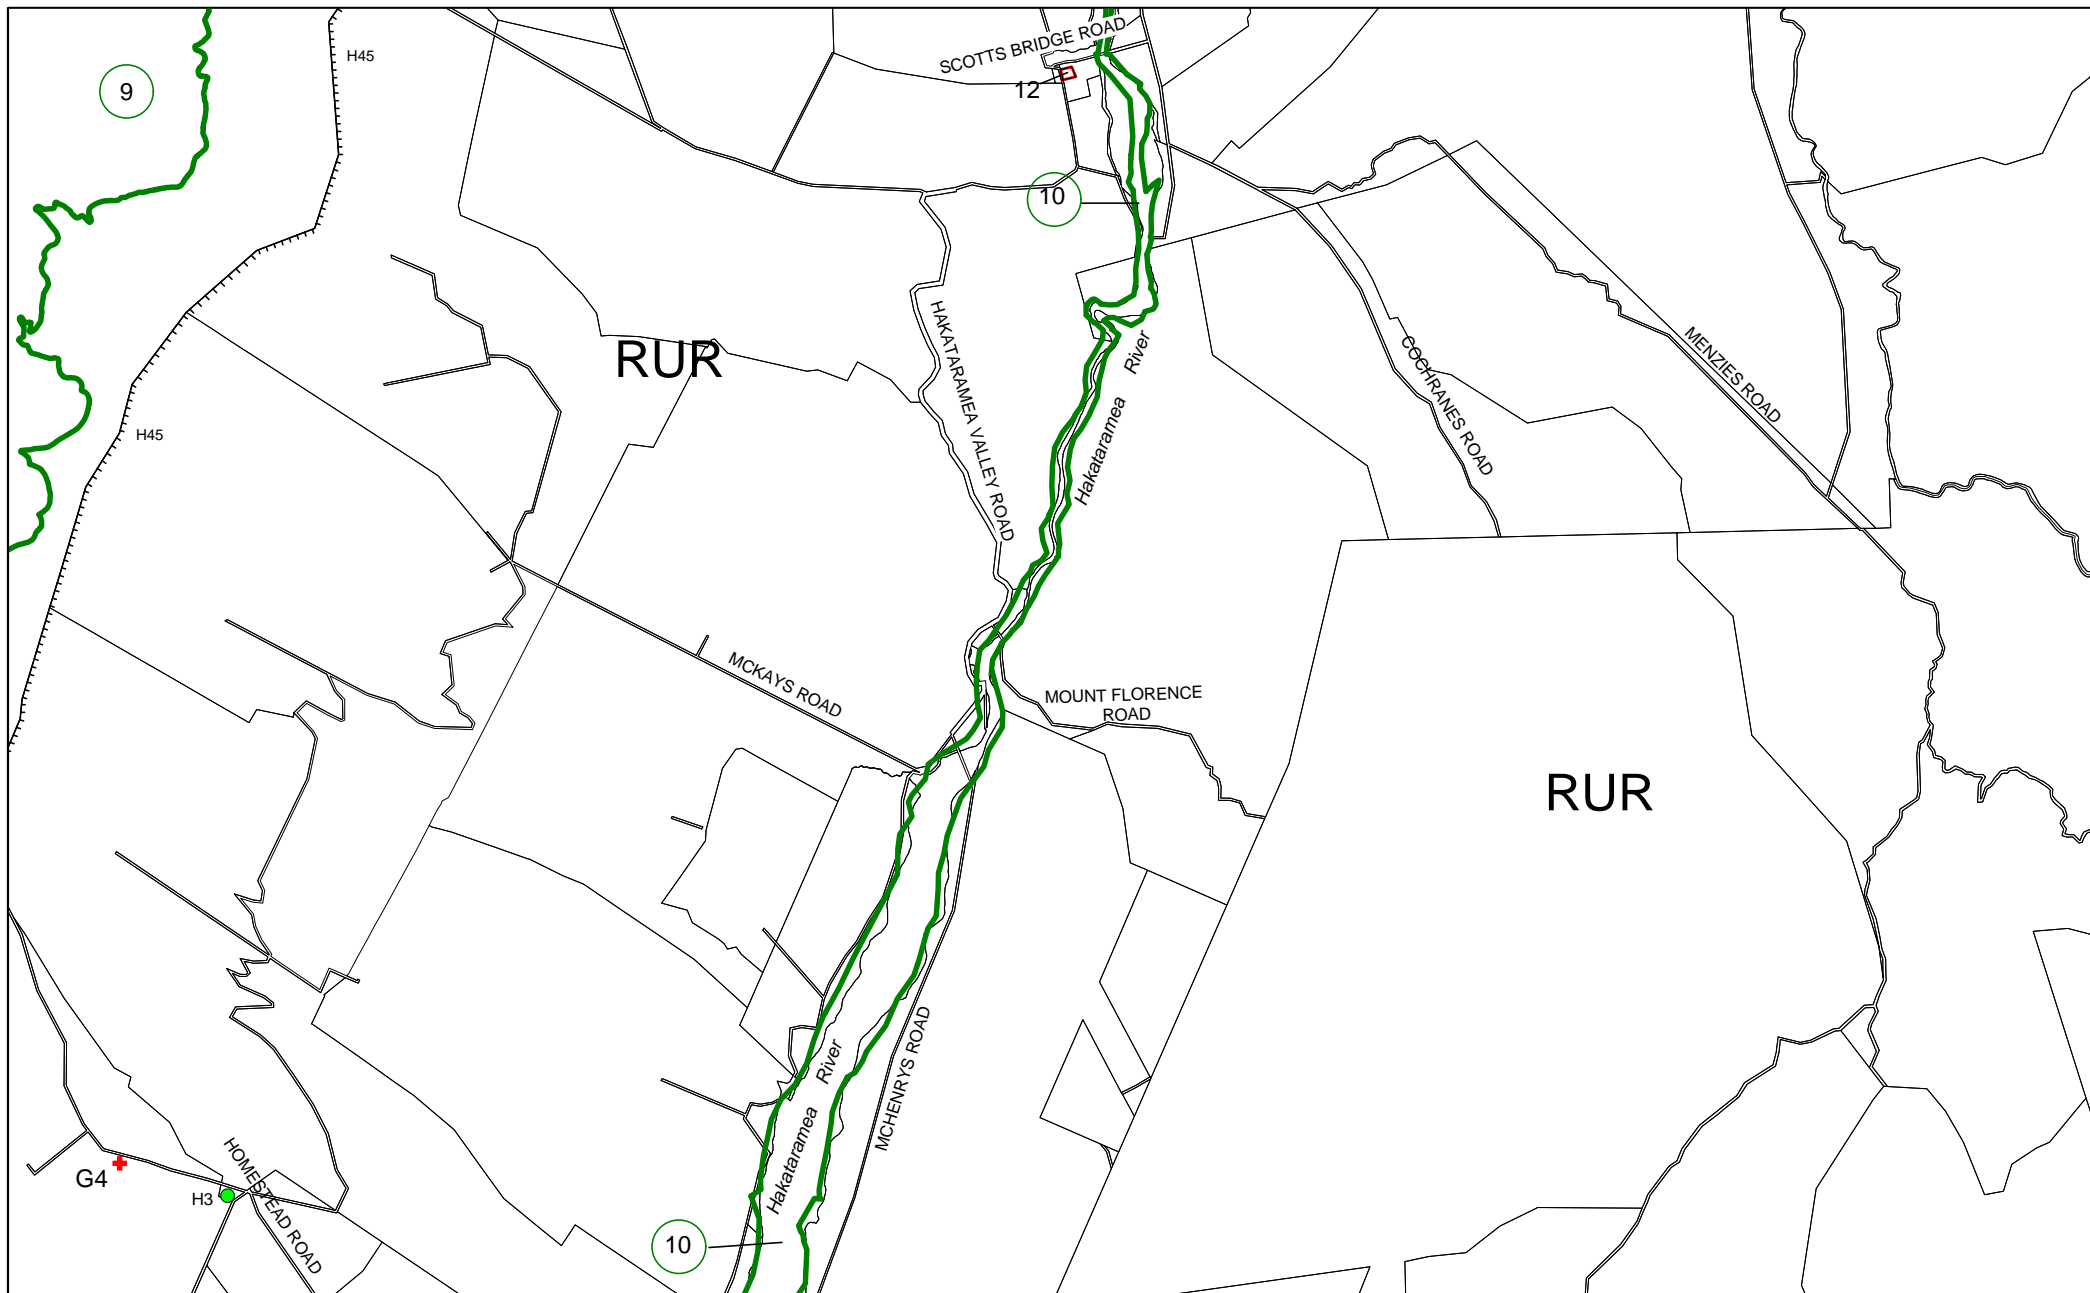 SCOTTS BRIDGE ROAD
H45
9
12
10
RUR
HAKATARAMEA VALLEY ROAD
Hakataramea River
COCHRANES ROAD
MENZIES ROAD
H45
MCKAYS ROAD
MOUNT FLORENCE
ROAD
RUR
MCHENRYS ROAD
Hakataramea River
G4
H3
HOMESTEAD ROAD
10